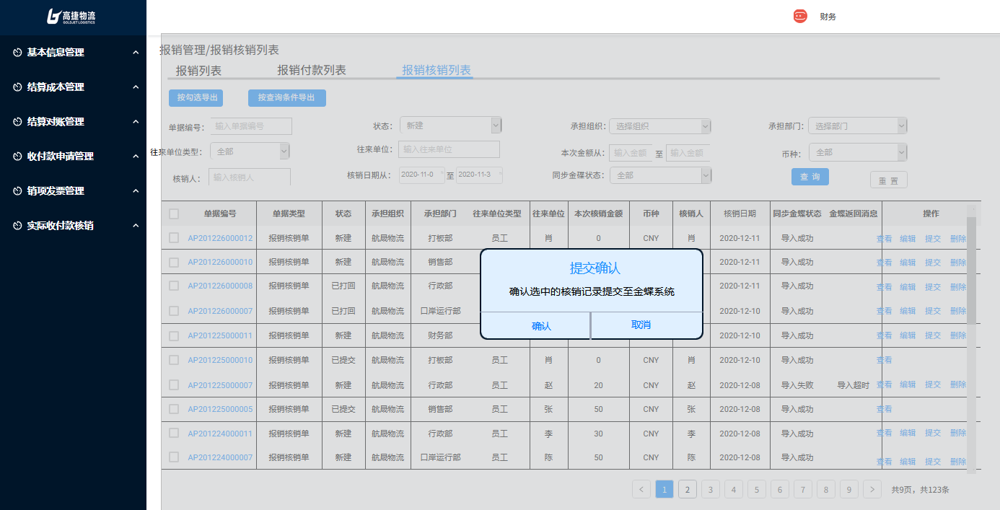 高捷物流
GOLDJET LOGISTICS
财务
基本信息管理
结算成本管理
结算对账管理
收付款申请管理
销项发票管理
实际收付款核销
报销管理/报销核销列表
报销列表 报销付款列表 报销核销列表
按勾选导出 按查询条件导出
单据编号： 输入单据编号 状态： 新建 承担组织： 选择组织 承担部门： 选择部门
往来单位类型： 全部 往来单位： 输入往来单位 本次金额从： 输入金额 至 输入金额 币种： 全部
核销人： 输入核销人 核销日期从： 2020-11-0 至 2020-11-3 同步金蝶状态： 全部 查 询 重 置
单据编号 单据类型 状态 承担组织 承担部门 往来单位类型 往来单位 本次核销金额 币种 核销人 核销日期 同步金蝶状态 金蝶返回消息 操作
AP201226000012 报销核销单 新建 航晟物流 打板部 员工 肖 0 CNY 肖 2020-12-11 导入成功 查看 编辑 提交 删除
AP201226000010 报销核销单 新建 航晟物流 销售部 2020-12-11 导入成功 查看 编辑 提交 删除
AP201226000008 报销核销单 已打回 航晟物流 行政部 2020-12-11 导入成功 查看 编辑 提交 删除
AP201226000007 报销核销单 已打回 航晟物流 口岸运行部 2020-12-10 导入成功 查看 编辑 提交 删除
AP201225000011 报销核销单 新建 航晟物流 财务部 2020-12-10 导入成功 查看 编辑 提交 删除
AP201225000010 报销核销单 已提交 航晟物流 打板部 员工 肖 0 CNY 肖 2020-12-10 导入成功 查看
AP201225000007 报销核销单 新建 航晟物流 行政部 员工 赵 20 CNY 赵 2020-12-08 导入失败 导入超时 查看 编辑 提交 删除
AP201225000005 报销核销单 已提交 航晟物流 销售部 员工 张 50 CNY 张 2020-12-08 导入成功 查看
AP201224000011 报销核销单 新建 航晟物流 行政部 员工 李 30 CNY 李 2020-12-08 导入成功 查看 编辑 提交 删除
AP201224000007 报销核销单 新建 航晟物流 口岸运行部 员工 陈 50 CNY 陈 2020-12-08 导入成功 查看 编辑 提交 删除
提交确认
确认选中的核销记录提交至金蝶系统
确认 取消
< 1 2 3 4 5 6 7 8 9 > 共9页，共123条